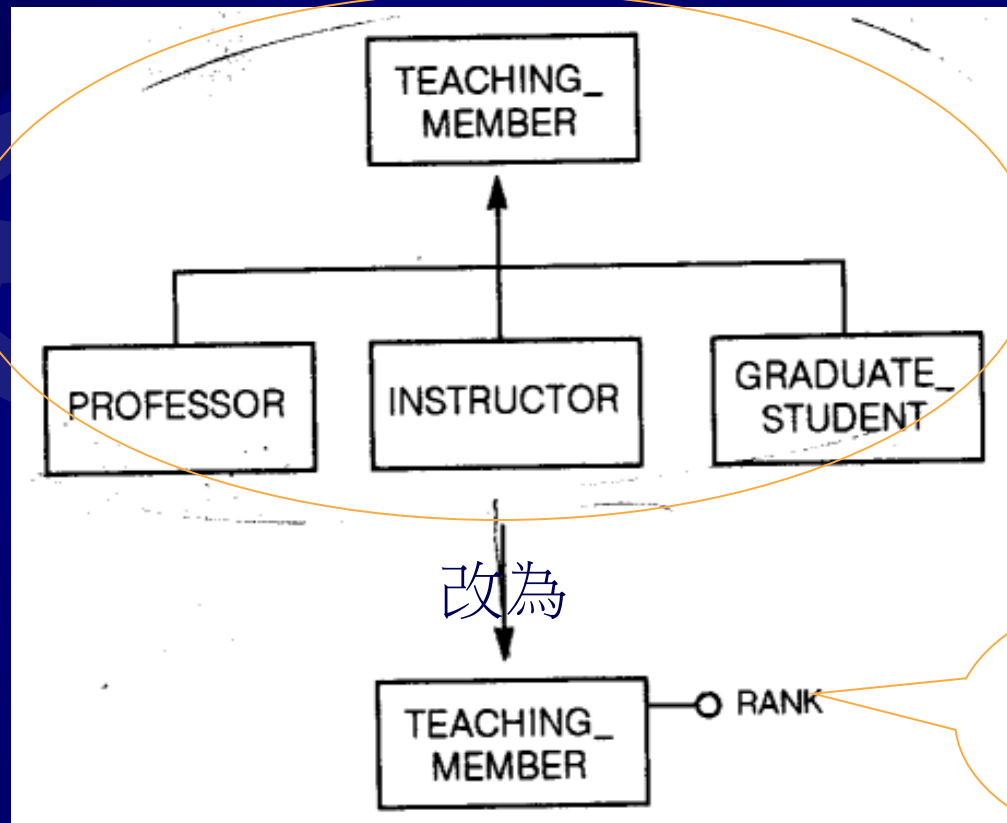 TEACHING_
MEMBER
PROFESSOR
INSTRUCTOR
GRADUATE_
STUDENT
改為
TEACHING_
MEMBER
RANK